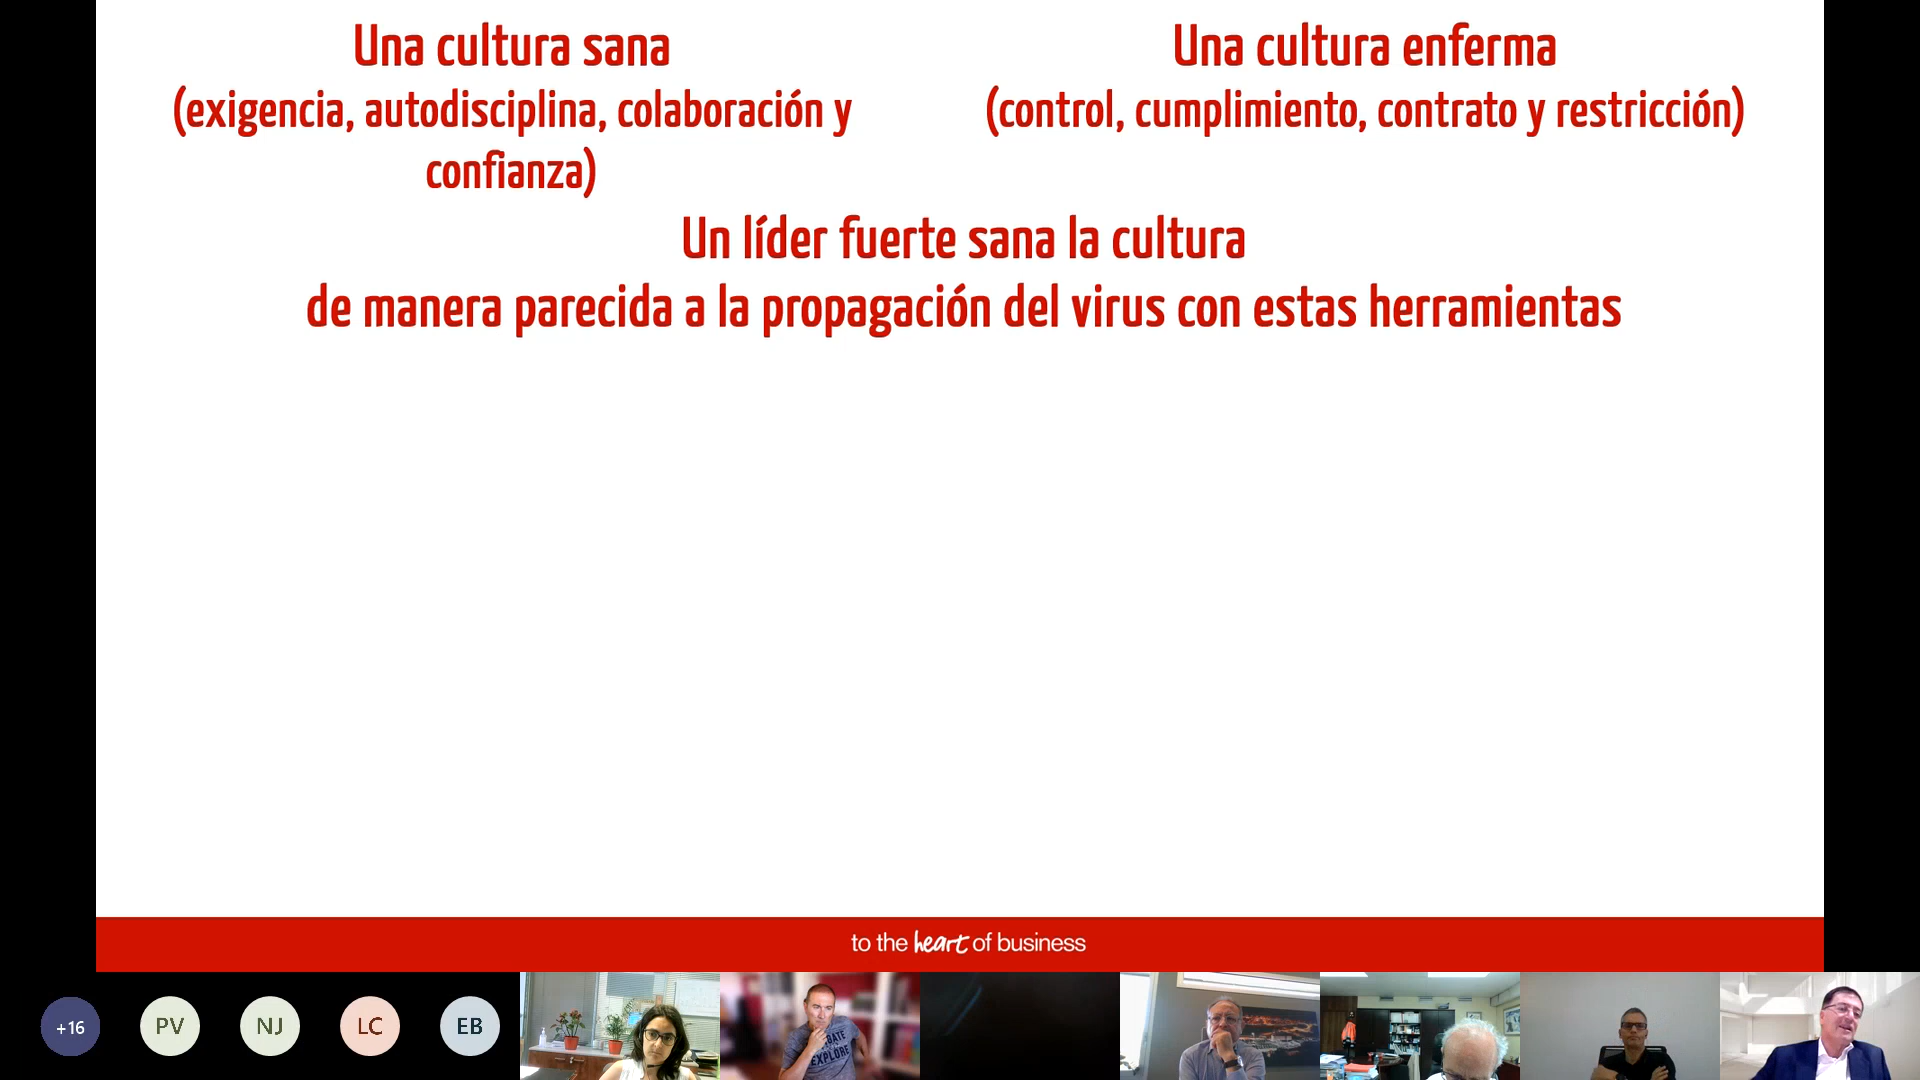 Una cultura sana
(exigencia, autodisciplina, colaboración y
confianza)
Una cultura enferma
(control, cumplimiento, contrato y restricción)
Un líder fuerte sana la cultura
de manera parecida a la propagación del virus con estas herramientas
to the heart of business
+16
PV
NJ
LC
EB
EXPLORE